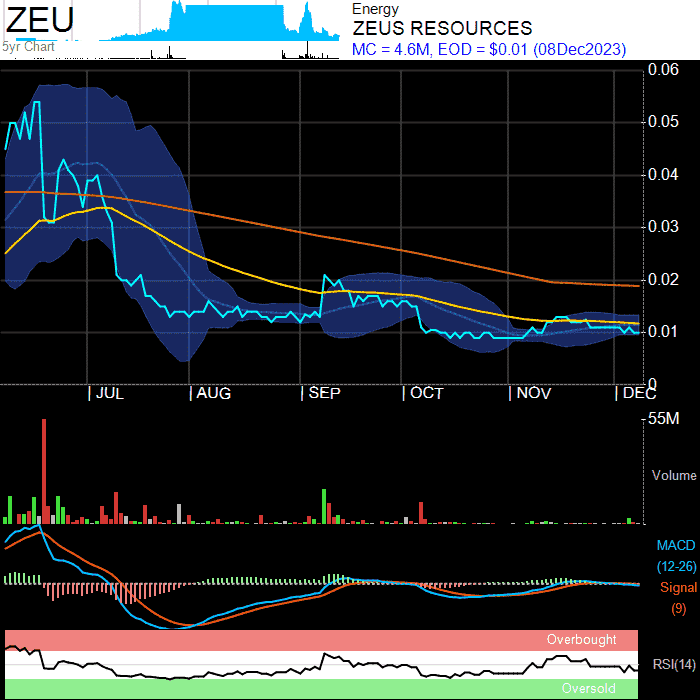 ZEU
5yr Chart
Energy
ZEUS RESOURCES
MC = 4.6M, EOD = $0.01 (08Dec2023)
0.06
0.05
0.04
0.03
0.02
0.01
0
JUL AUG SEP OCT NOV DEC
55M
Volume
MACD
(12-26)
Signal
(9)
Overbought
RSI(14)
Oversold